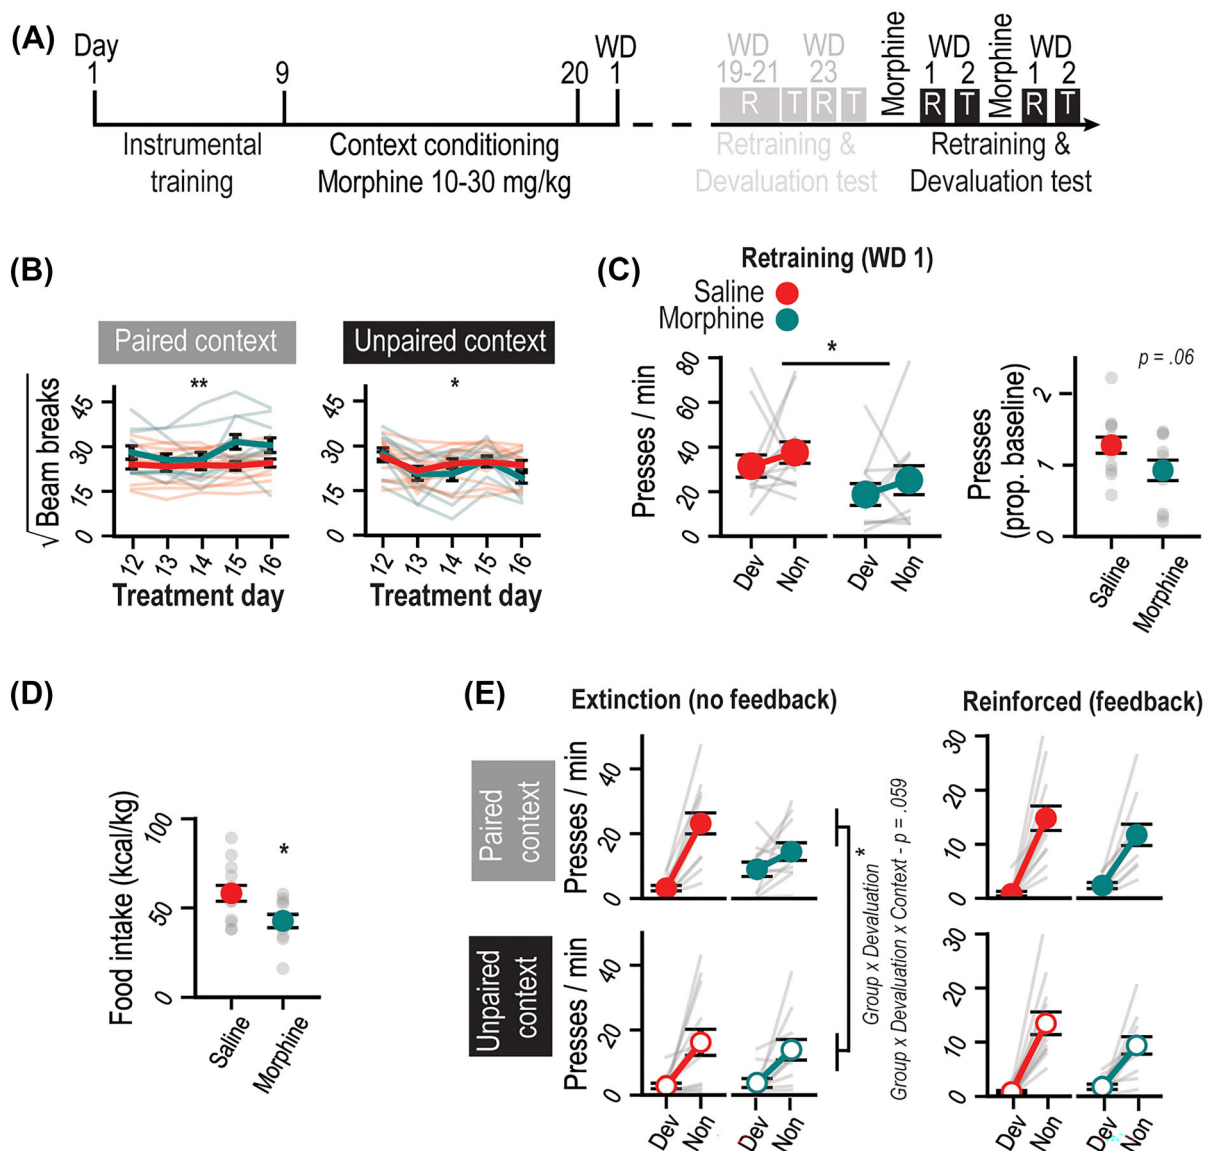 (A)
Day
1
9
20
WD
1
WD
19-21
WD
23
R
T
R
T
Morphine
WD
1
2
R
T
Morphine
WD
1
2
R
T
Instrumental
training
Context conditioning
Morphine 10-30 mg/kg
Retraining &
Devaluation test
Retraining &
Devaluation test
(B)
Paired context
Unpaired context
√Beam breaks
45
30
15
0
**
12
13
14
15
16
Treatment day
45
30
15
0
*
12
13
14
15
16
Treatment day
(C)
Retraining (WD 1)
Saline
Morphine
Presses / min
80
60
40
20
0
*
Dev
Non
Dev
Non
Presses
(prop. baseline)
2
1
0
p = .06
Saline
Morphine
(D)
Food intake (kcal/kg)
100
50
0
*
Saline
Morphine
(E)
Extinction (no feedback)
Reinforced (feedback)
Paired
context
Presses / min
40
20
0
30
20
10
0
Unpaired
context
Presses / min
40
20
0
30
20
10
0
*
Group x Devaluation
Group x Devaluation x Context - p = .059
Dev
Non
Dev
Non
Dev
Non
Dev
Non